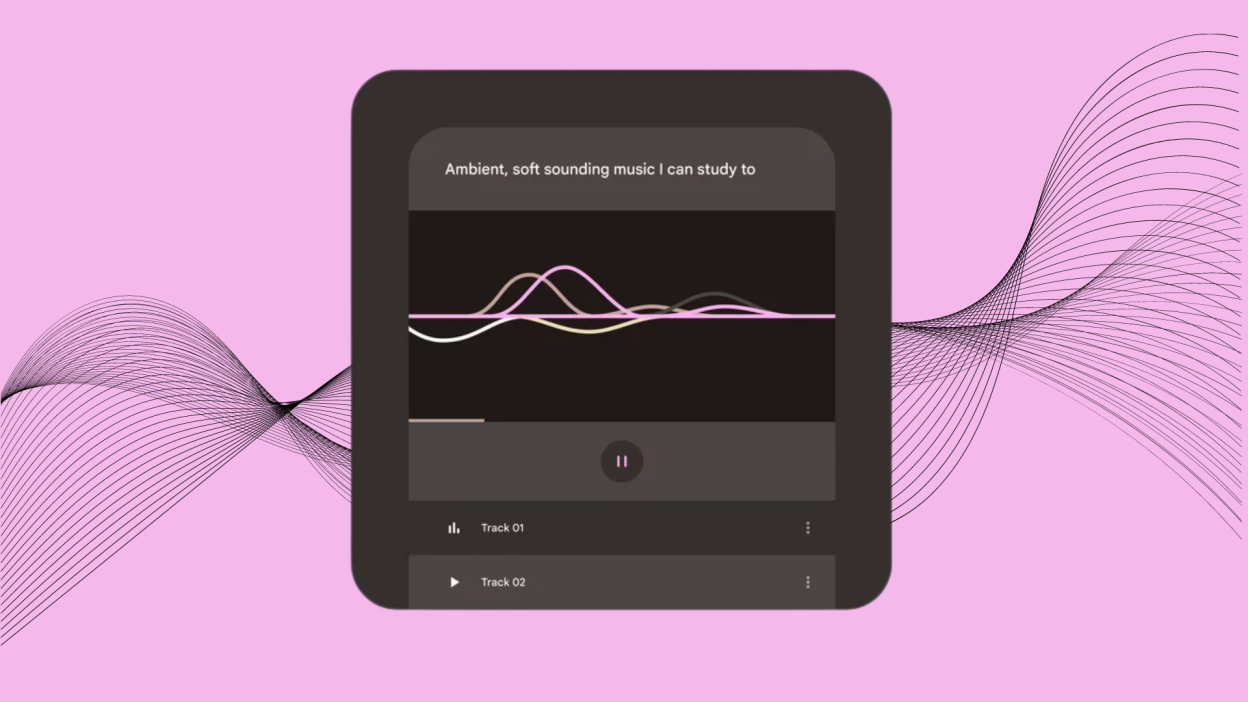 Ambient, soft sounding music I can study to
Track 01
Track 02